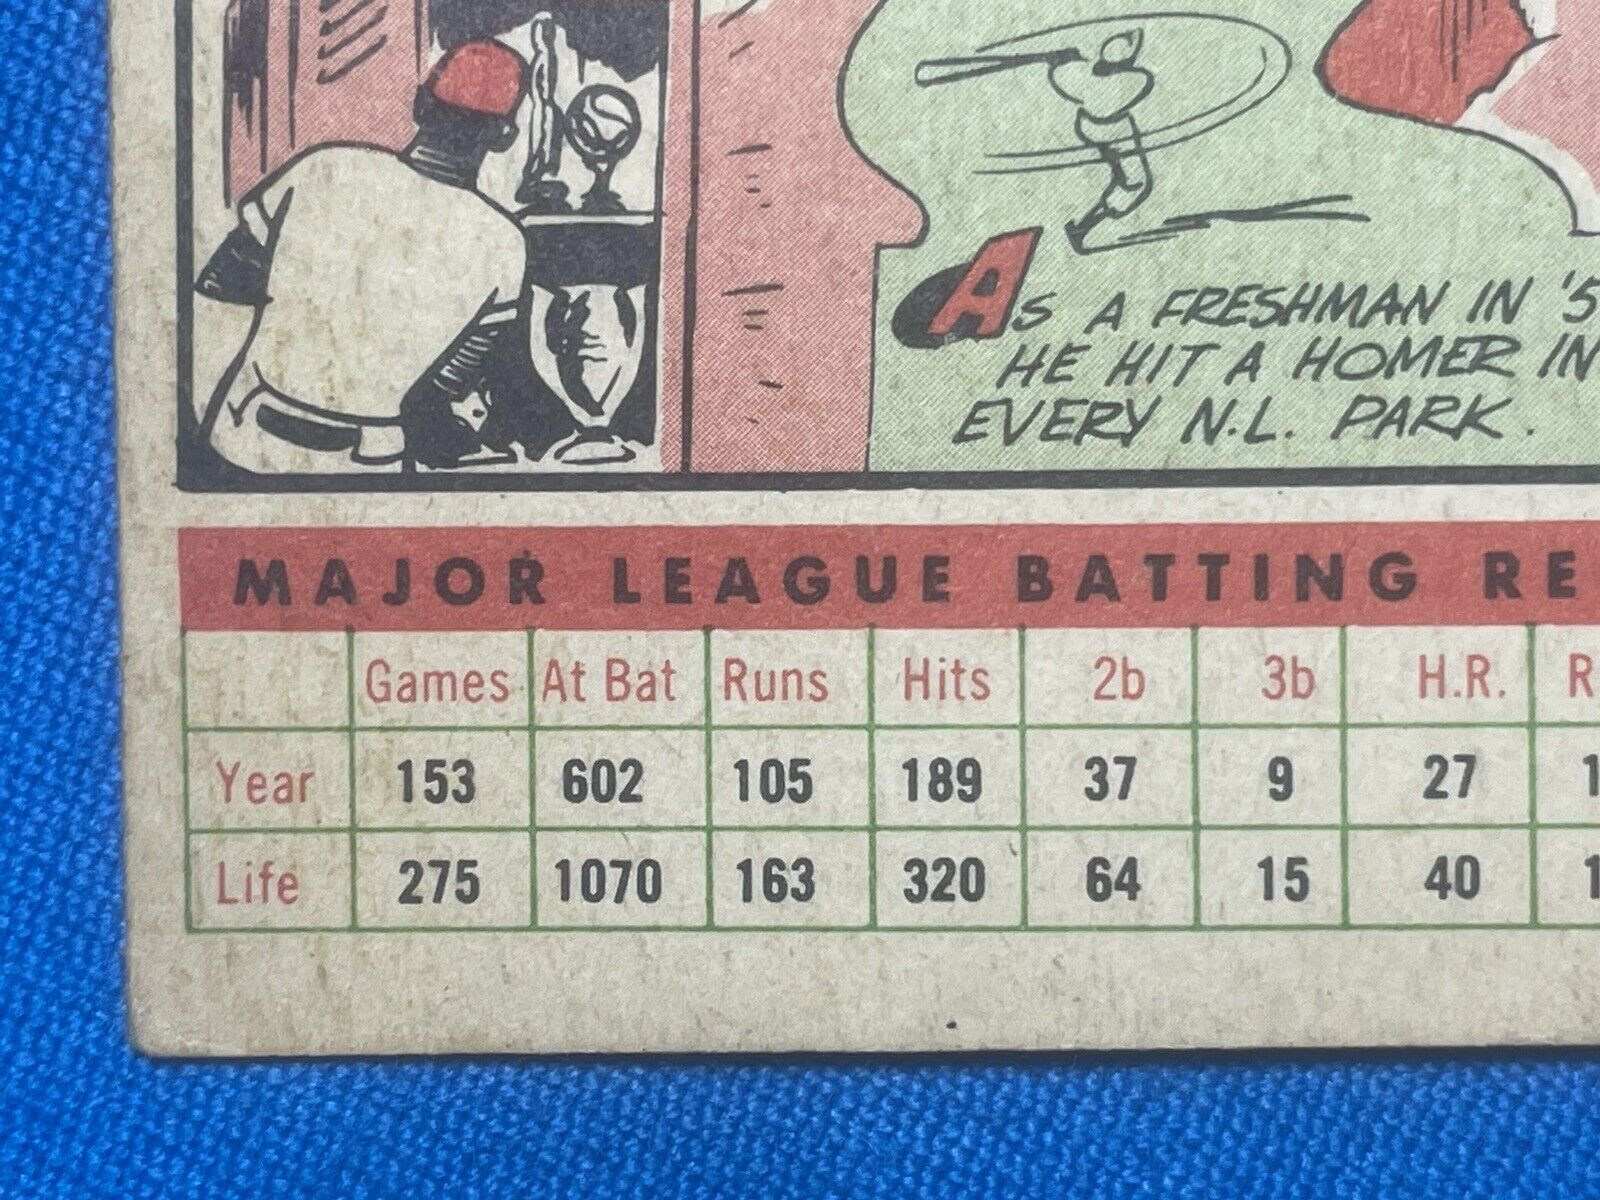 AS A FRESHMAN IN '5
HE HIT A HOMER IN
EVERY N.L. PARK.
MAJOR LEAGUE BATTING RE
Games At Bat Runs Hits 2b 3b H.R. R
Year 153 602 105 189 37 9 27 1
Life 275 1070 163 320 64 15 40 1